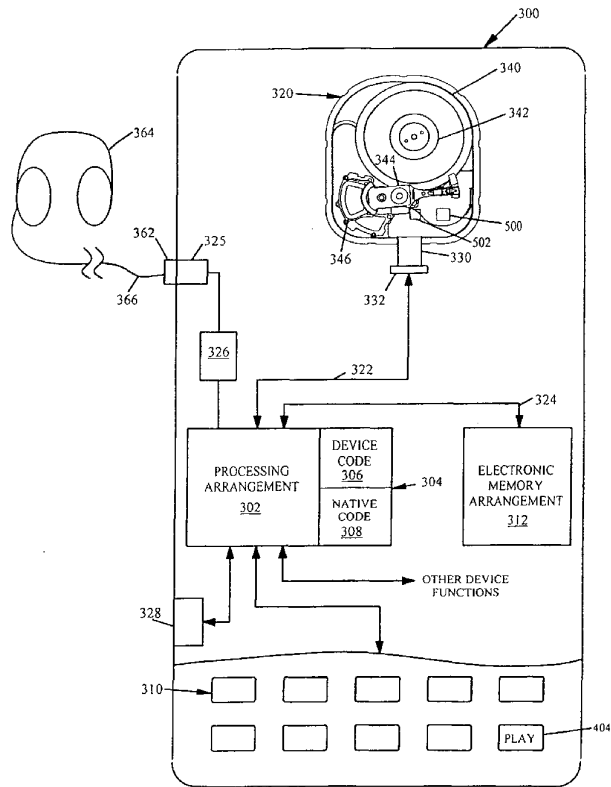 300
320
340
364
342
344
362
325
500
346
502
330
366
332
326
322
324
PROCESSING
ARRANGEMENT
302
DEVICE
CODE
306
304
NATIVE
CODE
308
ELECTRONIC
MEMORY
ARRANGEMENT
312
OTHER DEVICE
FUNCTIONS
328
310
PLAY
404